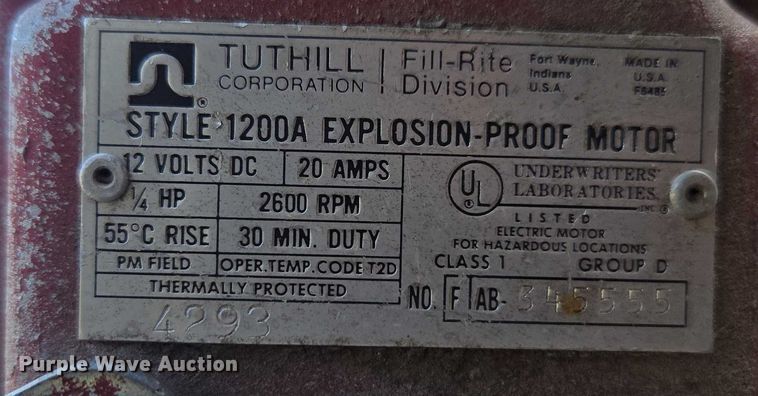 TUTHILL CORPORATION
Fill-Rite Division
Fort Wayne, Indiana U.S.A.
MADE IN U.S.A.
®
STYLE 1200A EXPLOSION-PROOF MOTOR
12 VOLTS DC 20 AMPS
¼ HP 2600 RPM
55°C RISE 30 MIN. DUTY
PM FIELD OPER. TEMP. CODE T2D
THERMALLY PROTECTED
4293
UL ® UNDERWRITERS' LABORATORIES, INC.®
LISTED
ELECTRIC MOTOR
FOR HAZARDOUS LOCATIONS
CLASS 1 GROUP D
NO. F AB- 345555
Purple Wave Auction